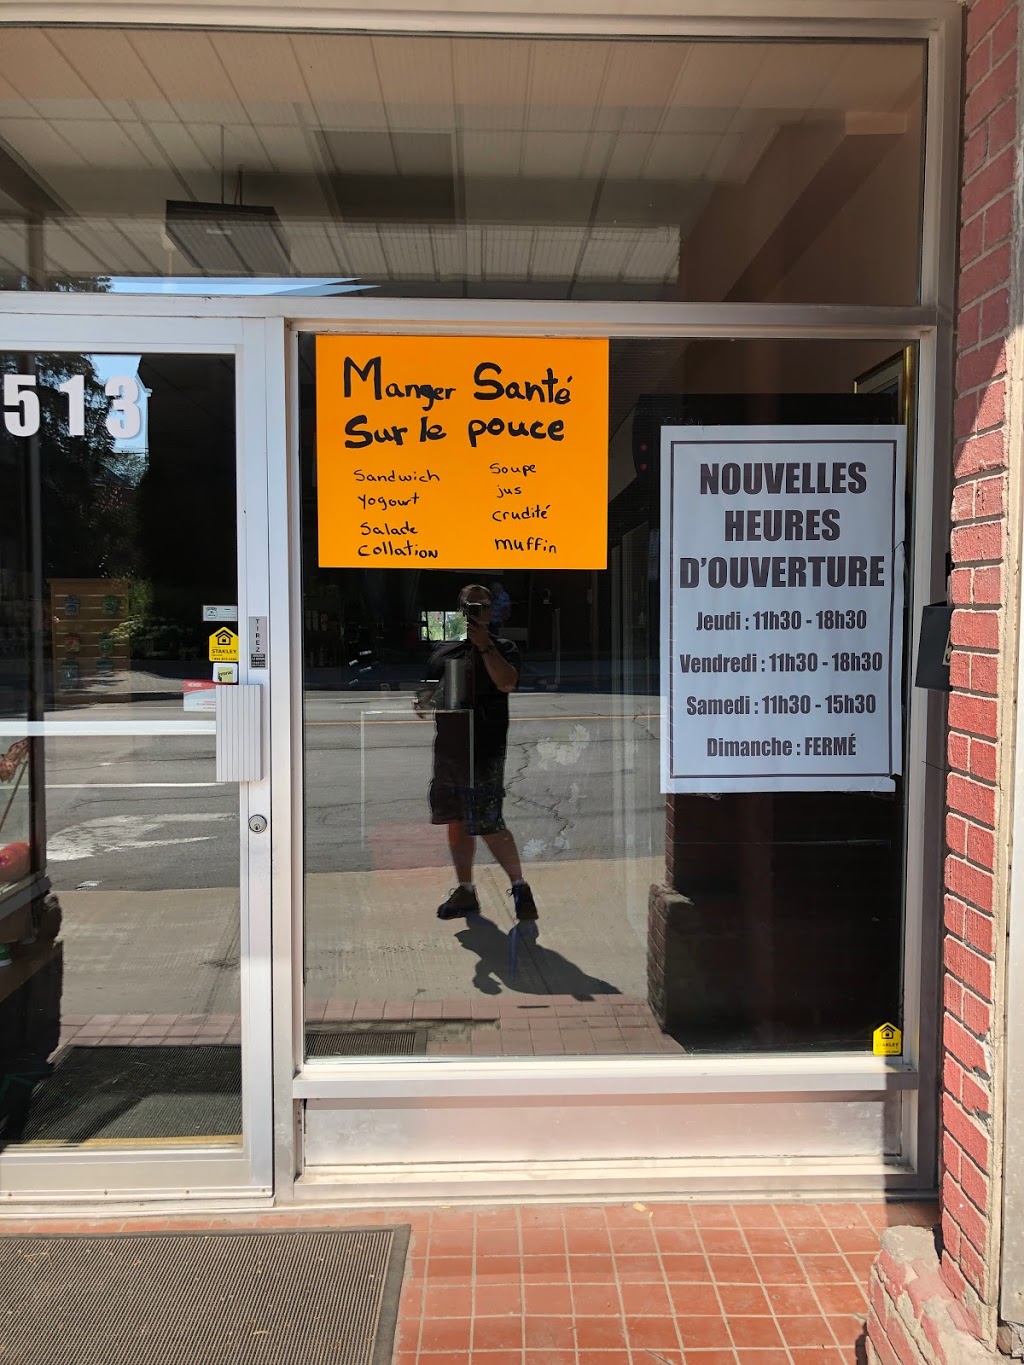 513
Manger Santé
Sur le pouce
Sandwich
Yogourt
Salade
Collation
Soupe
jus
crudité
muffin
NOUVELLES
HEURES
D'OUVERTURE
Jeudi : 11h30 - 18h30
Vendredi : 11h30 - 18h30
Samedi : 11h30 - 15h30
Dimanche : FERMÉ
TIREZ
STANLEY
STANLEY